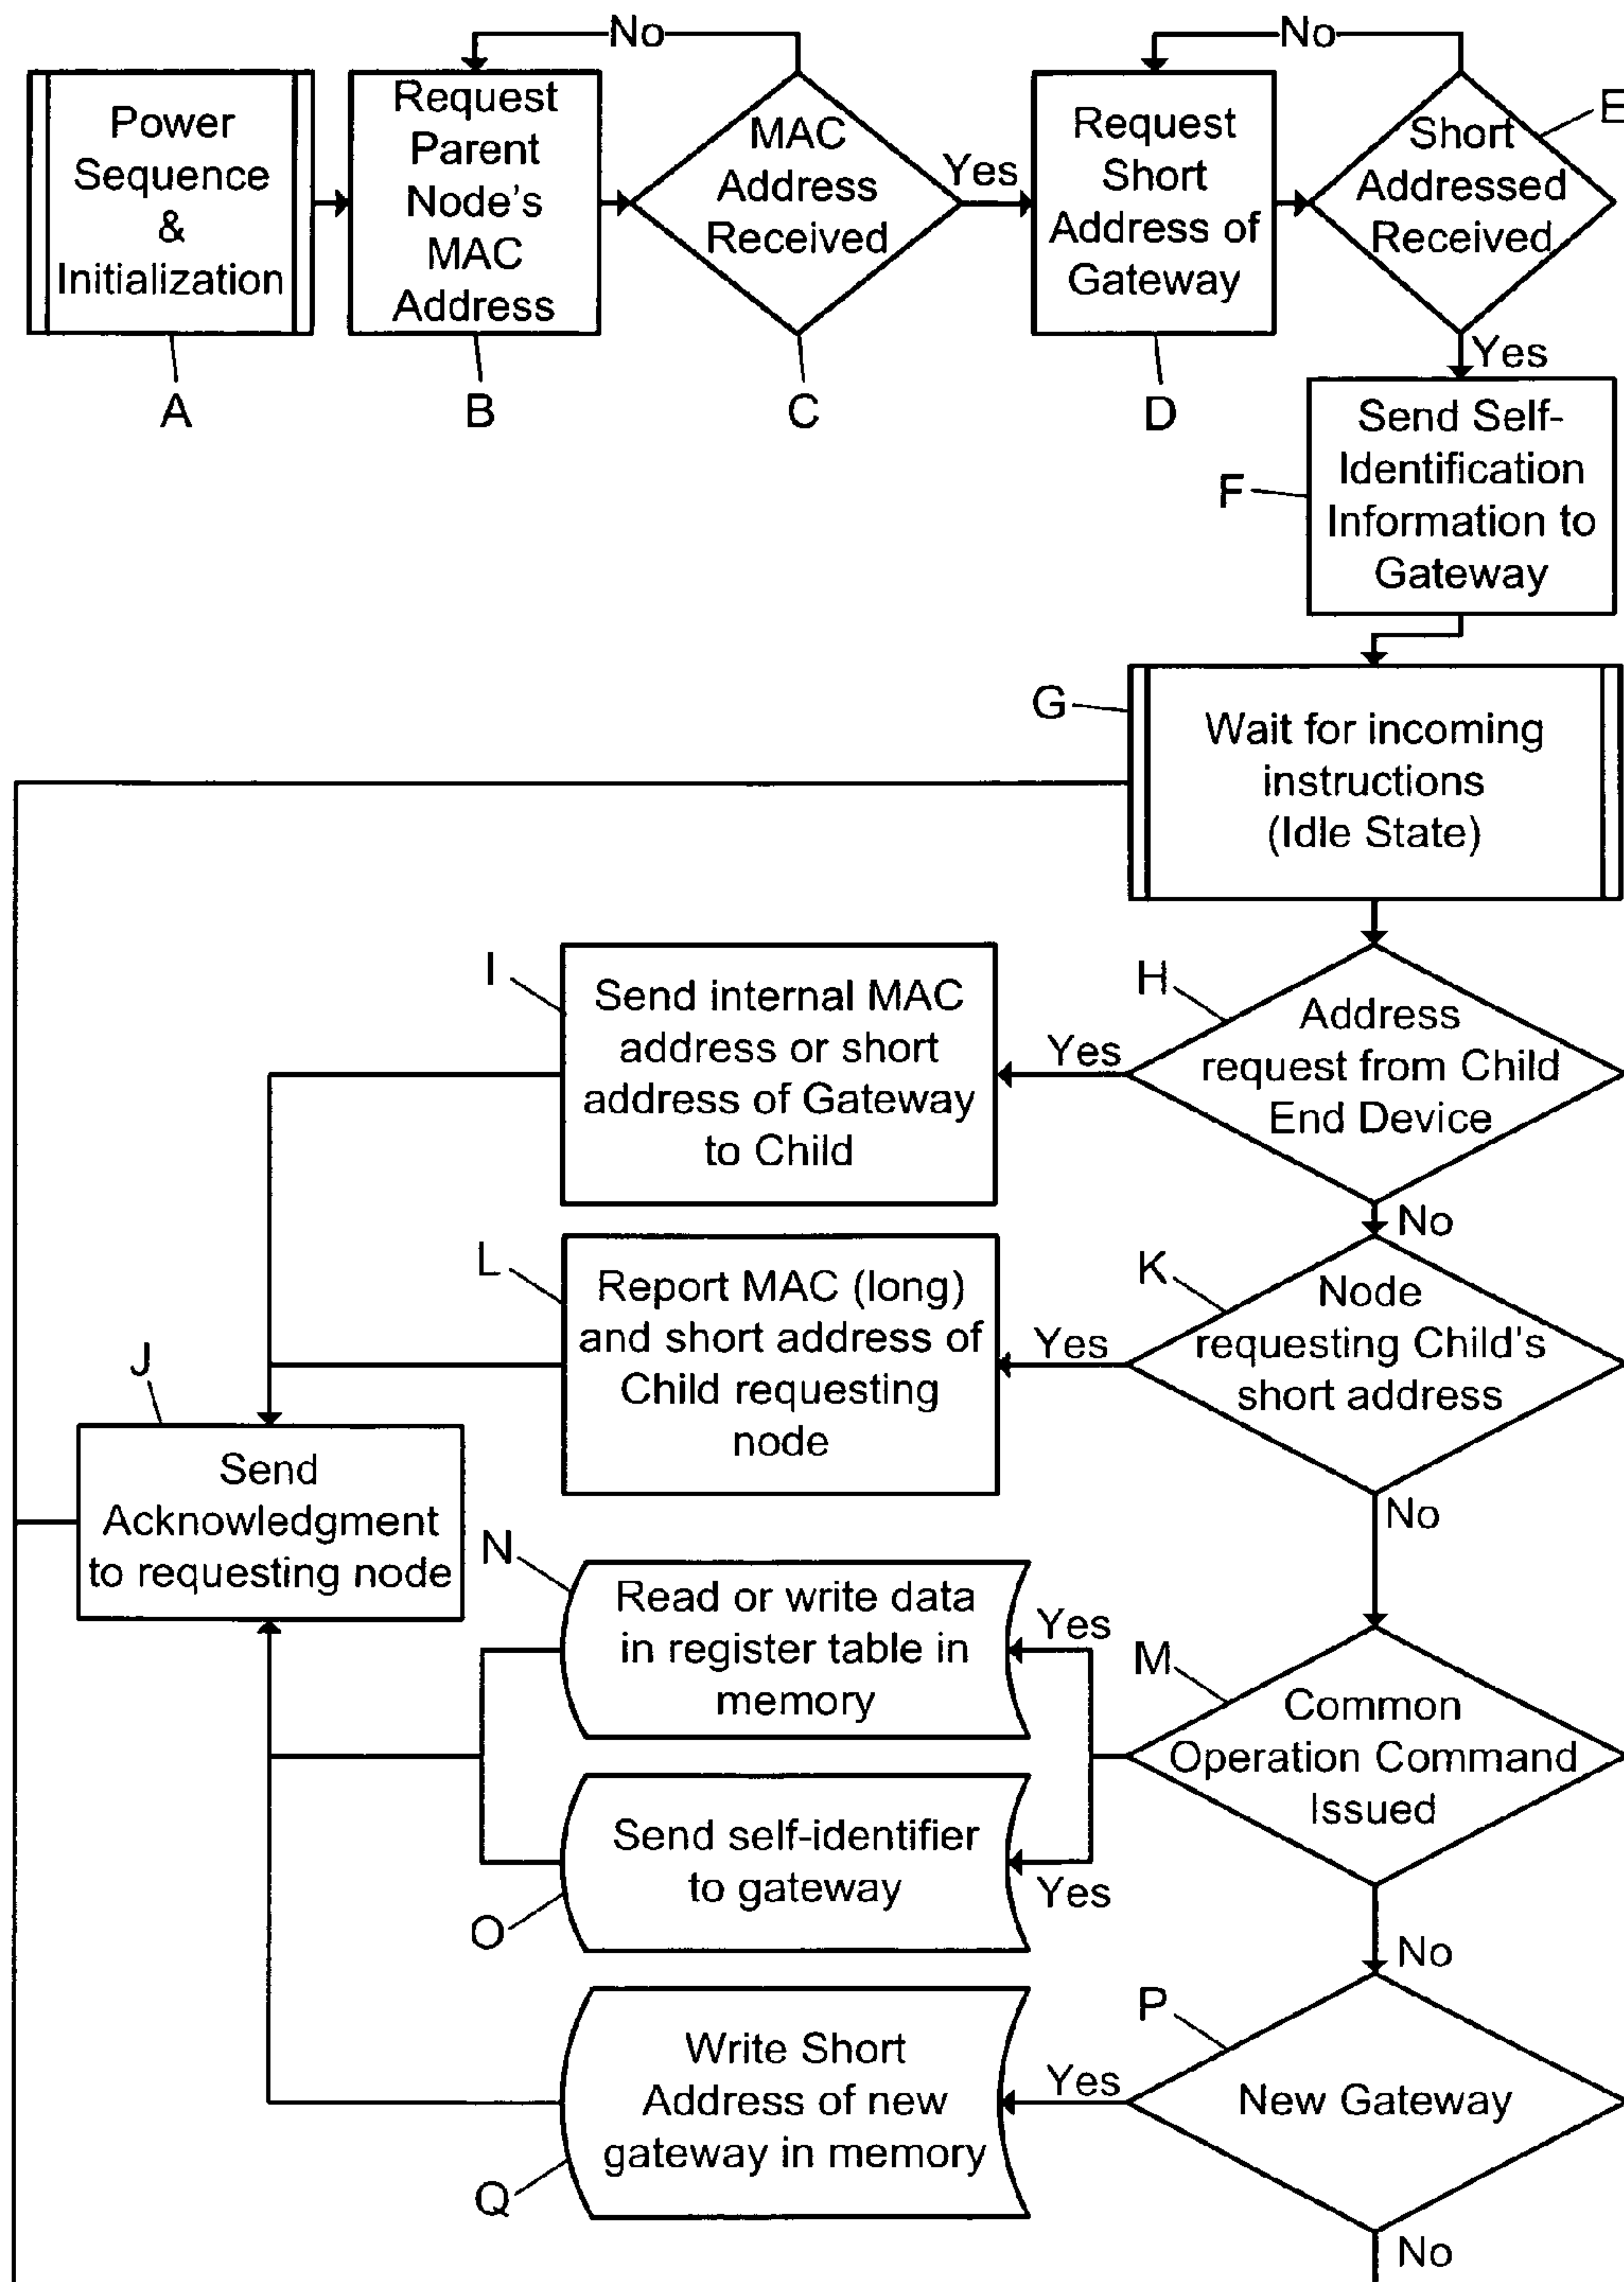 No
No
Power
Sequence
&
Initialization
Request
Parent
Node's
MAC
Address
MAC
Address
Received
Yes
Request
Short
Address of
Gateway
Short
Addressed
Received
E
A
B
C
D
Yes
Send Self-
Identification
Information to
Gateway
F
G
Wait for incoming
instructions
(Idle State)
I
Send internal MAC
address or short
address of Gateway
to Child
Yes
H
Address
request from Child
End Device
No
L
Report MAC (long)
and short address of
Child requesting
node
Yes
K
Node
requesting Child's
short address
No
J
Send
Acknowledgment
to requesting node
N
Read or write data
in register table in
memory
Yes
M
Common
Operation Command
Issued
Send self-identifier
to gateway
Yes
O
No
P
Write Short
Address of new
gateway in memory
Yes
New Gateway
Q
No